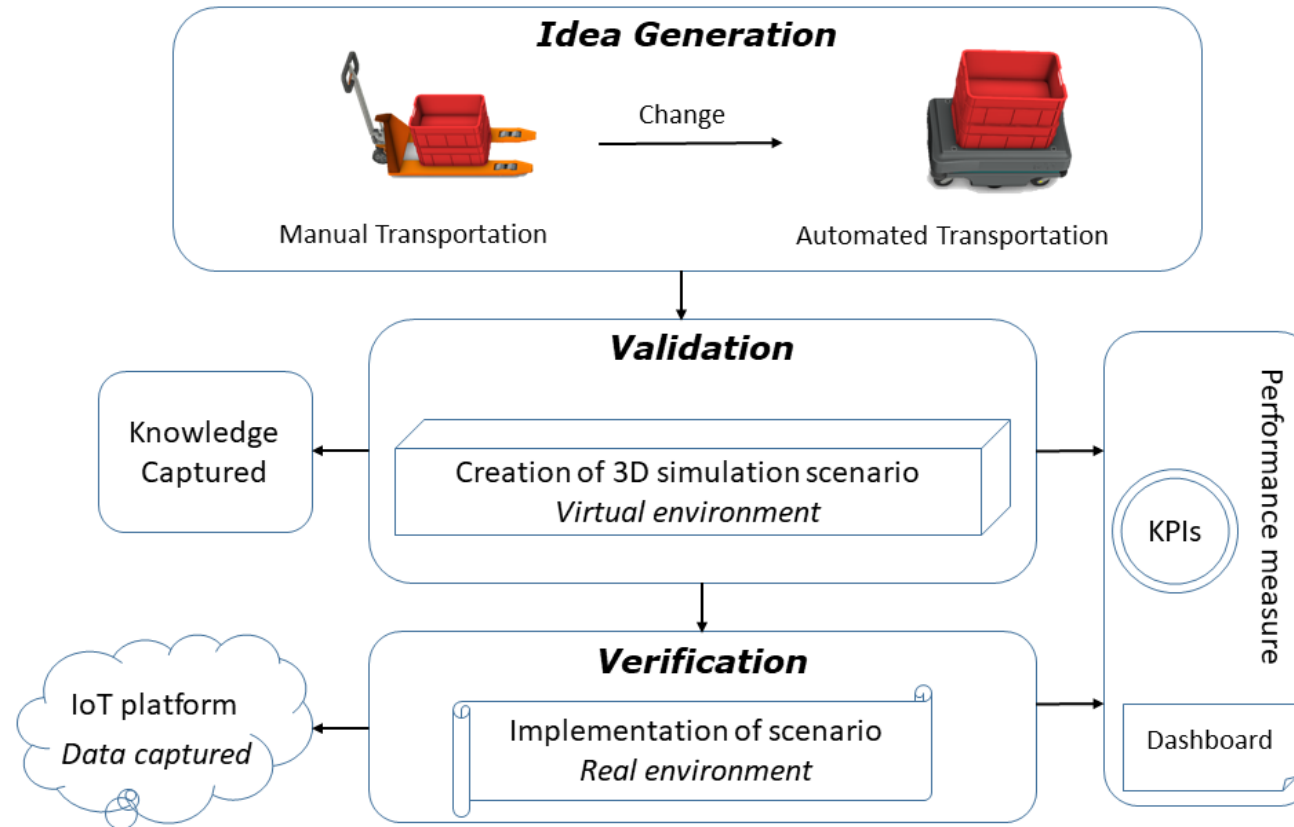 Idea Generation
Change
Manual Transportation
Automated Transportation
Validation
Knowledge
Captured
Creation of 3D simulation scenario
Virtual environment
Performance measure
KPIs
Verification
IoT platform
Data captured
Implementation of scenario
Real environment
Dashboard